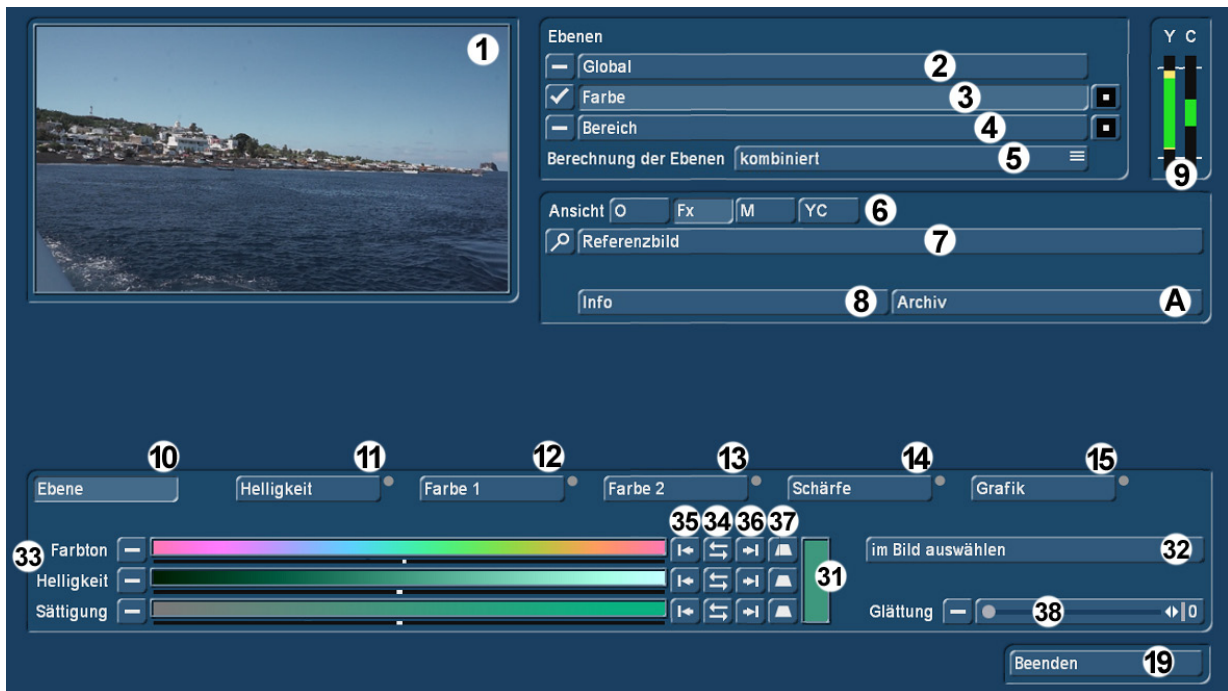 1
Ebenen
Global 2
Farbe 3
Bereich 4
Berechnung der Ebenen kombiniert 5
Y C
9
Ansicht O Fx M YC 6
Referenzbild 7
Info 8 Archiv A
10 11 12 13 14 15
Ebene Helligkeit Farbe 1 Farbe 2 Schärfe Grafik
35 34 36 37
33 Farbton
Helligkeit
Sättigung
31
im Bild auswählen 32
Glättung 38 0
Beenden 19